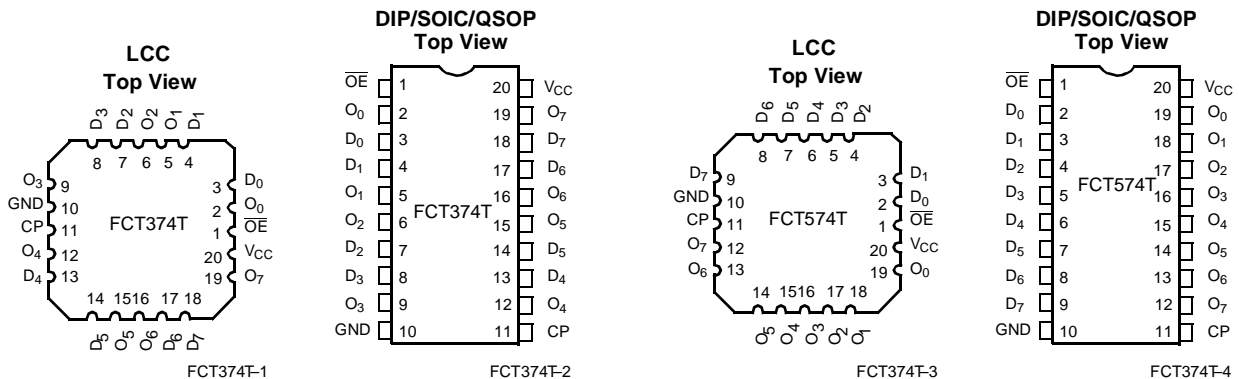 LCC
Top View
D3 D2 O2 O1 D1
8 7 6 5 4
O3 9
GND 10
CP 11
O4 12
D4 13
3 D0
2 O0
1 OE
20 VCC
19 O7
FCT374T
14 15 16 17 18
D5 O5 O6 D6 D7
FCT374T–1
DIP/SOIC/QSOP
Top View
OE 1 20 VCC
O0 2 19 O7
D0 3 18 D7
D1 4 17 D6
O1 5 16 O6
FCT374T
O2 6 15 O5
D2 7 14 D5
D3 8 13 D4
O3 9 12 O4
GND 10 11 CP
FCT374T–2
LCC
Top View
D6 D5 D4 D3 D2
8 7 6 5 4
D7 9
GND 10
CP 11
O7 12
O6 13
3 D1
2 D0
1 OE
20 VCC
19 O0
FCT574T
14 15 16 17 18
O5 O4 O3 O2 O1
FCT374T–3
DIP/SOIC/QSOP
Top View
OE 1 20 VCC
D0 2 19 O0
D1 3 18 O1
D2 4 17 O2
FCT574T
D3 5 16 O3
D4 6 15 O4
D5 7 14 O5
D6 8 13 O6
D7 9 12 O7
GND 10 11 CP
FCT374T–4